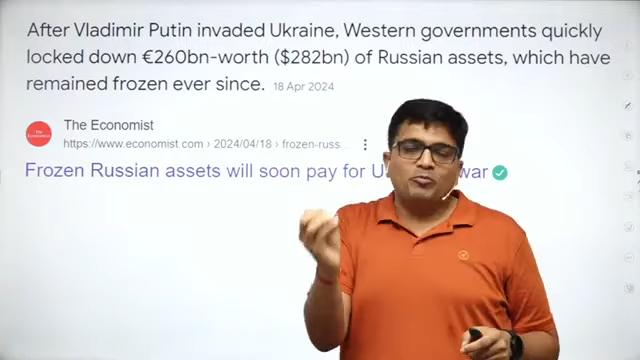 After Vladimir Putin invaded Ukraine, Western governments quickly
locked down €260bn-worth ($282bn) of Russian assets, which have
remained frozen ever since. 18 Apr 2024
The Economist
https://www.economist.com › 2024/04/18 › frozen-russ...
Frozen Russian assets will soon pay for war